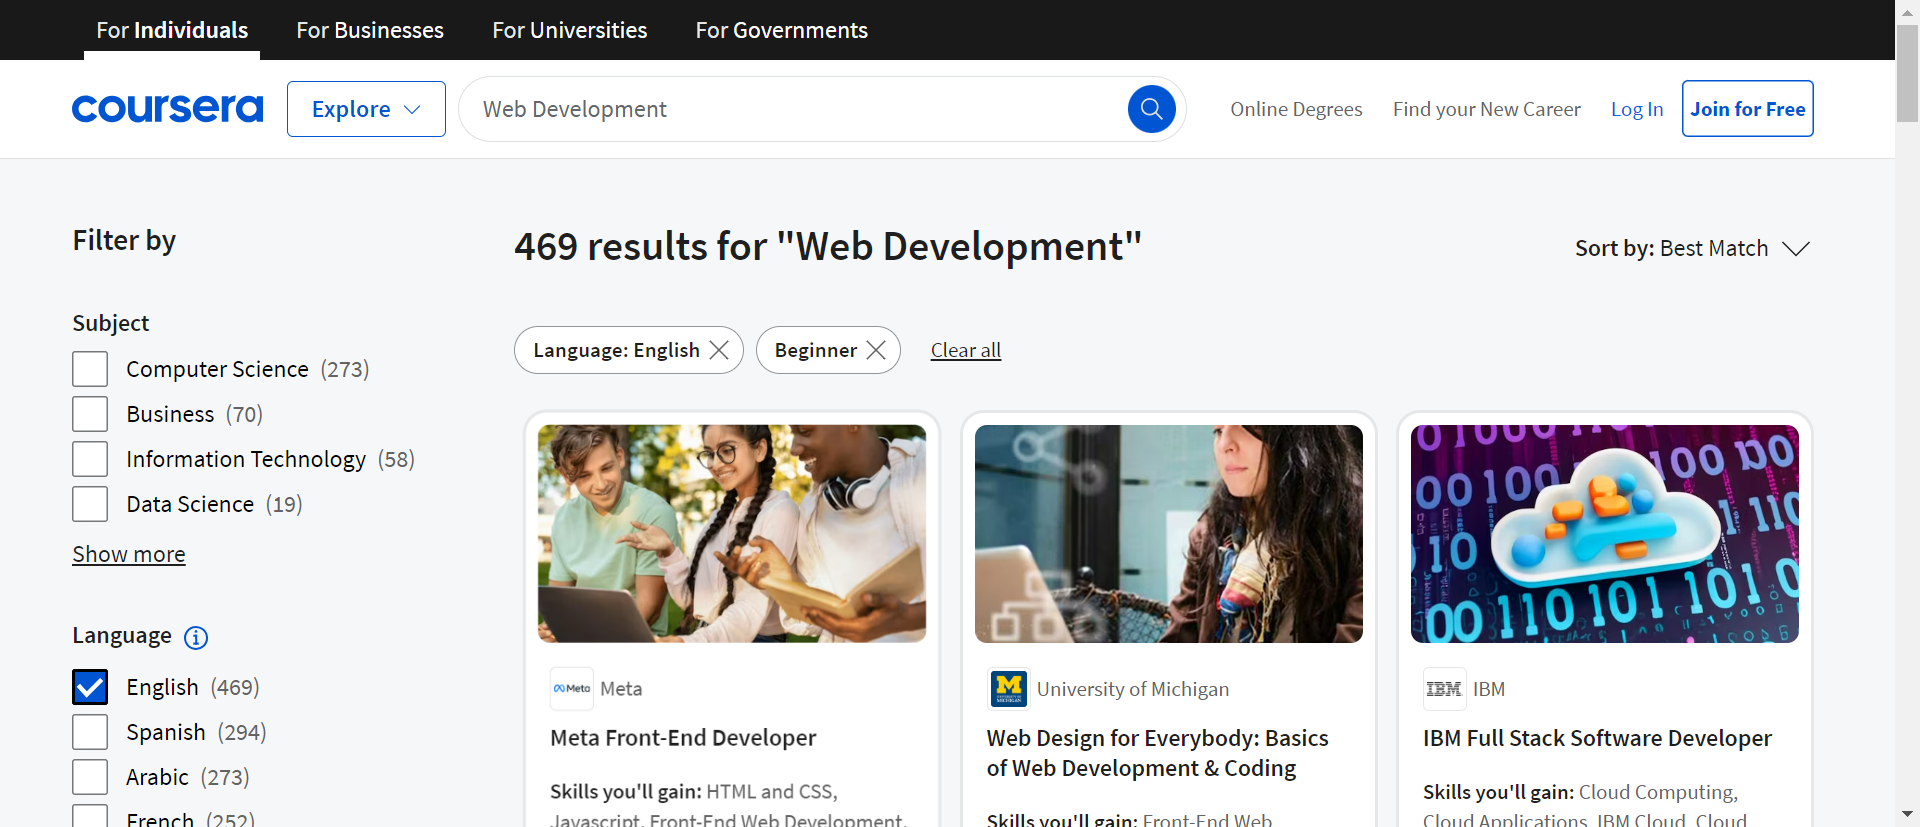 For Individuals
For Businesses
For Universities
For Governments
coursera
Explore
Web Development
Online Degrees
Find your New Career
Log In
Join for Free
Filter by
469 results for "Web Development"
Sort by: Best Match
Subject
Computer Science (273)
Business (70)
Information Technology (58)
Data Science (19)
Show more
Language: English
Beginner
Clear all
Language
English (469)
Spanish (294)
Arabic (273)
French (252)
Meta
Meta
Meta Front-End Developer
Skills you'll gain: HTML and CSS,
Javascript, Front-End Web Development,
M
UNIVERSITY OF MICHIGAN
University of Michigan
Web Design for Everybody: Basics
of Web Development & Coding
Skills you'll gain: Front-End Web
IBM
IBM
IBM Full Stack Software Developer
Skills you'll gain: Cloud Computing,
Cloud Applications, IBM Cloud, Cloud